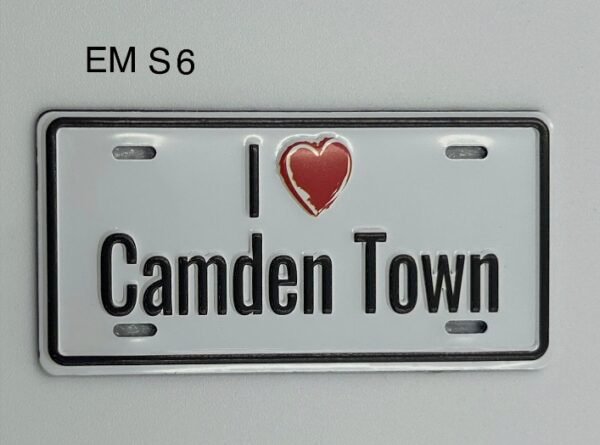 EM S6
I ❤
Camden Town